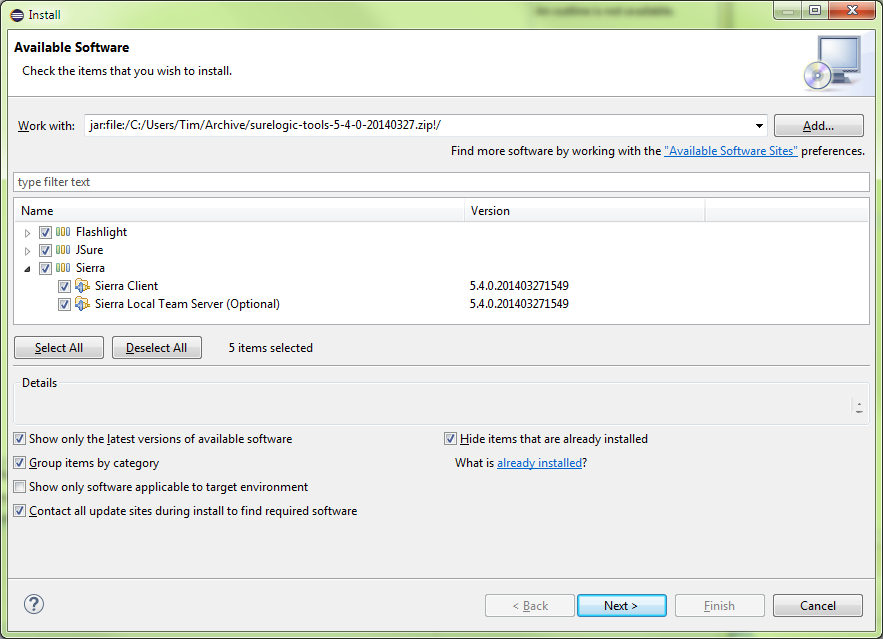 An outline is not available.
Install
Available Software
Check the items that you wish to install.
Work with: jar:file:/C:/Users/Tim/Archive/surelogic-tools-5-4-0-20140327.zip!/ Add...
Find more software by working with the "Available Software Sites" preferences.
type filter text
Name Version
Flashlight
JSure
Sierra
Sierra Client 5.4.0.201403271549
Sierra Local Team Server (Optional) 5.4.0.201403271549
Select All Deselect All 5 items selected
Details
Show only the latest versions of available software Hide items that are already installed
Group items by category What is already installed?
Show only software applicable to target environment
Contact all update sites during install to find required software
? < Back Next > Finish Cancel